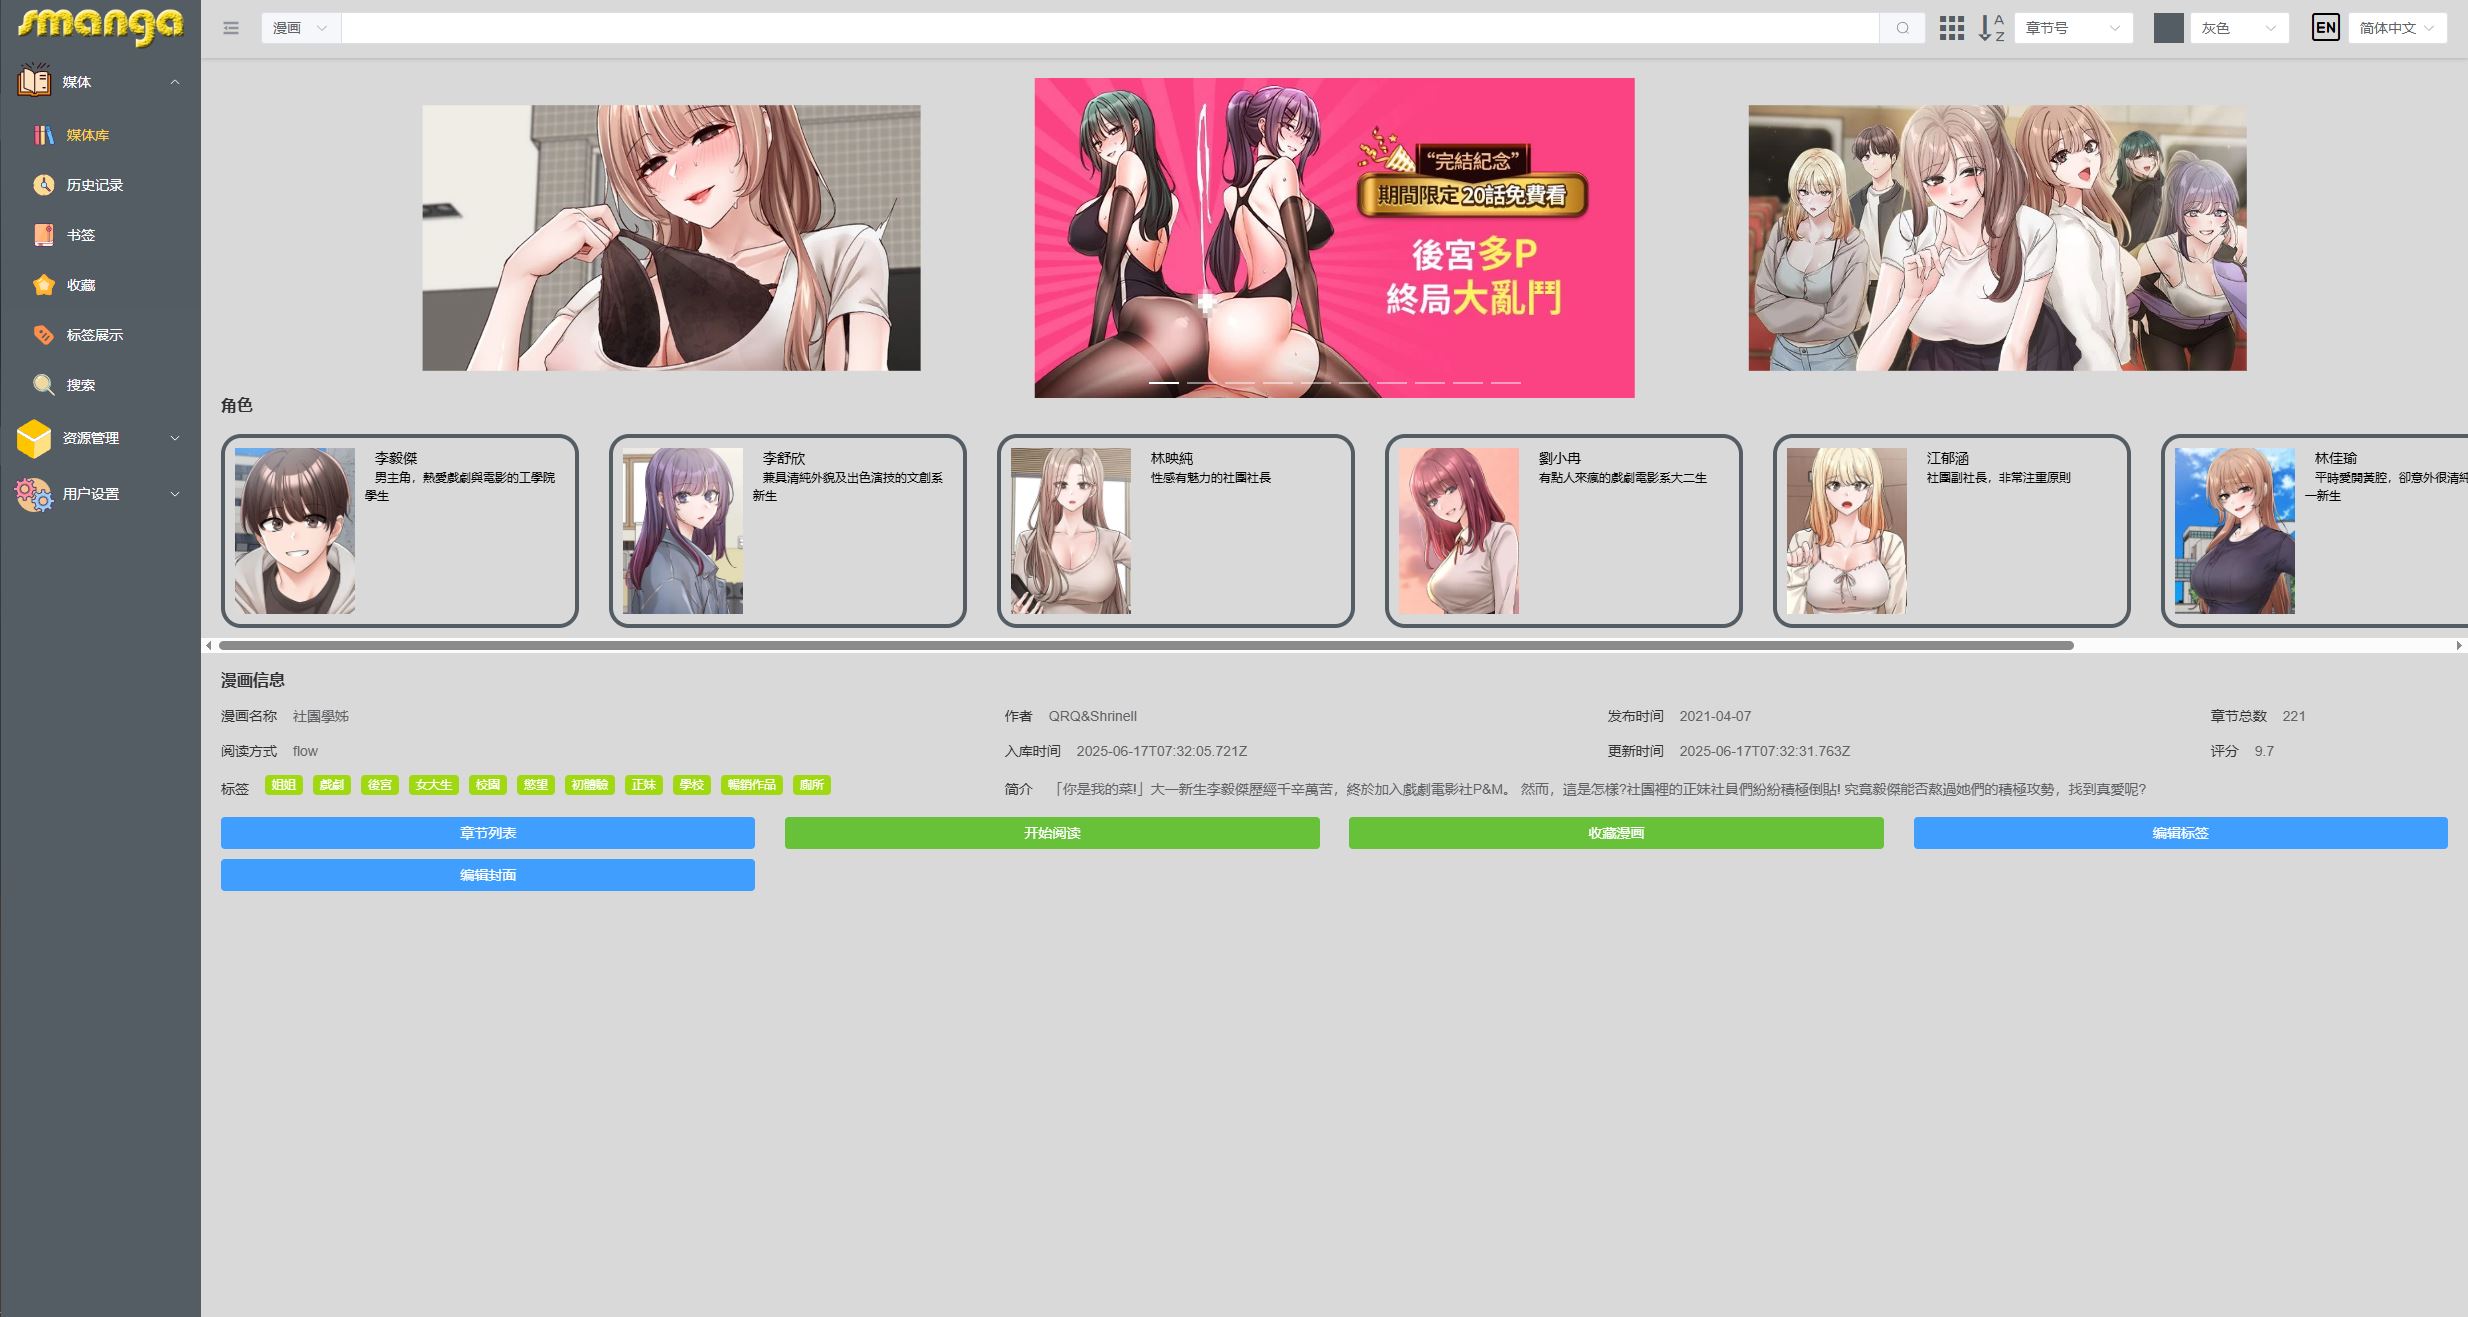 smanga
媒体
媒体库
历史记录
书签
收藏
标签展示
搜索
资源管理
用户设置
漫画
A
Z
章节号
灰色
EN
简体中文
“完結紀念”
期間限定 20話免費看
後宮多P
終局大亂鬥
角色
李毅傑
男主角，熱愛戲劇與電影的工學院
學生
李舒欣
兼具清純外貌及出色演技的文創系
新生
林映純
性感有魅力的社團社長
劉小冉
有點人來瘋的戲劇電影系大二生
江郁涵
社團副社長，非常注重原則
林佳瑜
平時愛開黃腔，卻意外很清純
一新生
漫画信息
漫画名称 社團學姊
作者 QRQ&Shrinell
发布时间 2021-04-07
章节总数 221
阅读方式 flow
入库时间 2025-06-17T07:32:05.721Z
更新时间 2025-06-17T07:32:31.763Z
评分 9.7
标签 姐姐 戲劇 後宮 女大生 校園 慾望 初體驗 正妹 學校 暢銷作品 廁所
简介 「你是我的菜!」大一新生李毅傑歷經千辛萬苦，終於加入戲劇電影社P&M。 然而，這是怎樣?社團裡的正妹社員們紛紛積極倒貼! 究竟毅傑能否熬過她們的積極攻勢，找到真愛呢?
章节列表
开始阅读
收藏漫画
编辑标签
编辑封面